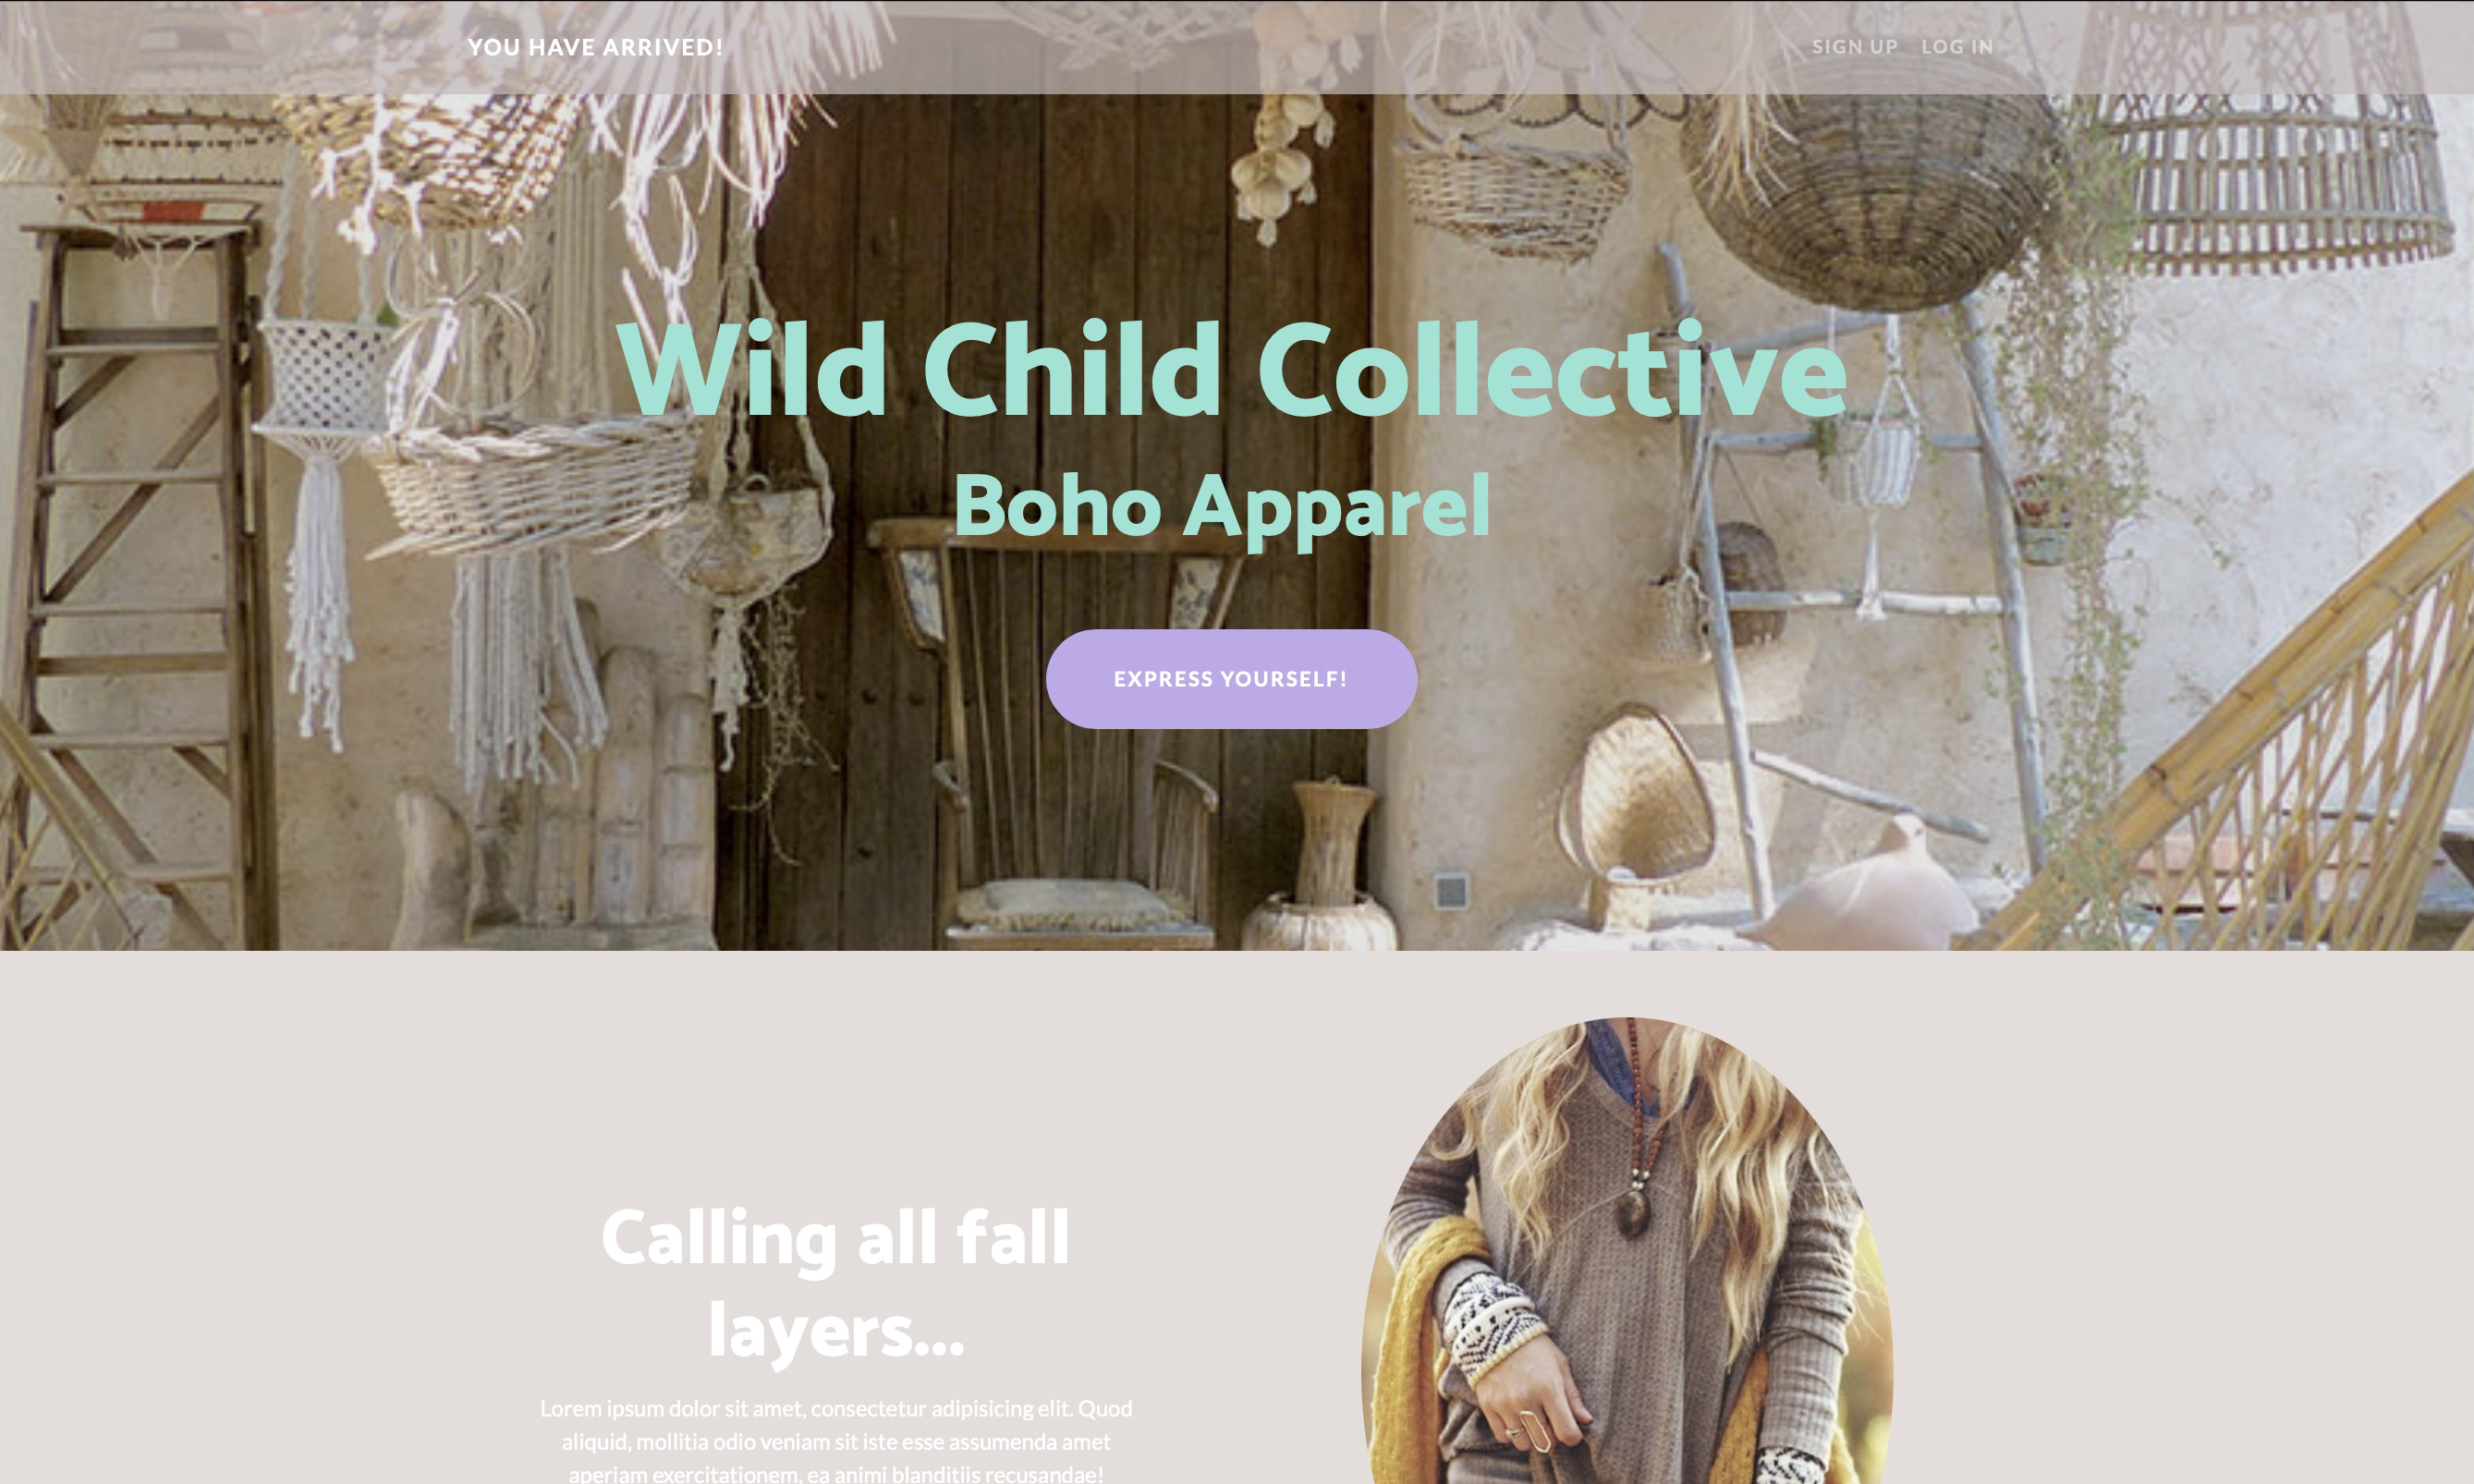 YOU HAVE ARRIVED!
SIGN UP LOG IN
Wild Child Collective
Boho Apparel
EXPRESS YOURSELF!
Calling all fall
layers...
Lorem ipsum dolor sit amet, consectetur adipisicing elit. Quod
aliquid, mollitia odio veniam sit iste esse assumenda amet
aperiam exercitationem, ea animi blanditiis recusandae!